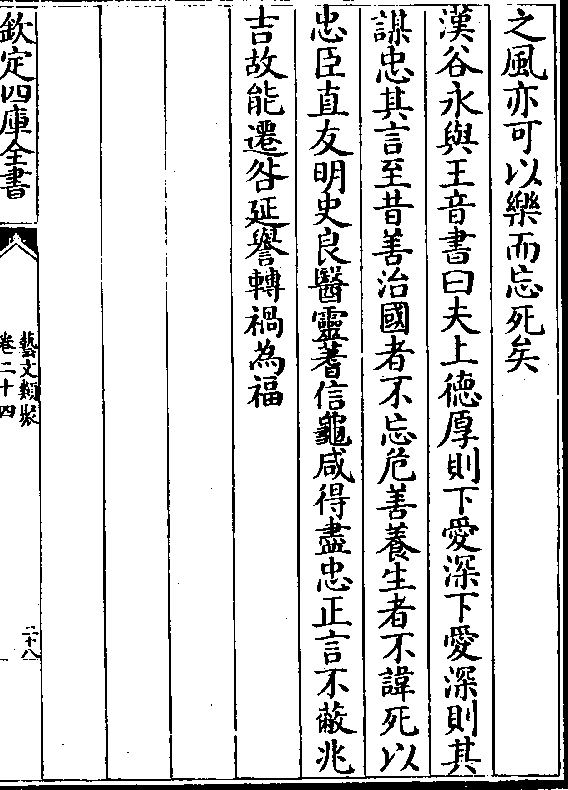 之風亦可以樂而忘死矣
漢谷永與王音書曰夫上徳厚則下愛深下愛深則其
謀忠其言至昔善治國者不忘危善養生者不諱死以
忠臣直友明史良醫靈蓍信龜咸得盡忠正言不蔽兆
吉故能遷咎延譽轉禍為福
欽定四庫全書
藝文類聚
卷二十四
二十八